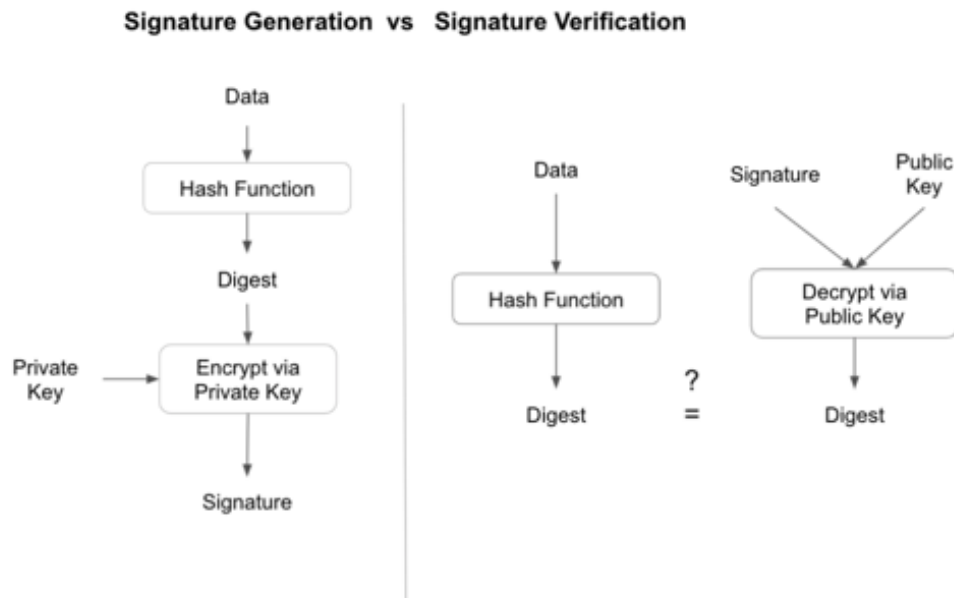 Signature Generation vs Signature Verification
Data
Hash Function
Digest
Private
Key
Encrypt via
Private Key
Signature
Data
Hash Function
Digest
?
=
Signature
Public
Key
Decrypt via
Public Key
Digest